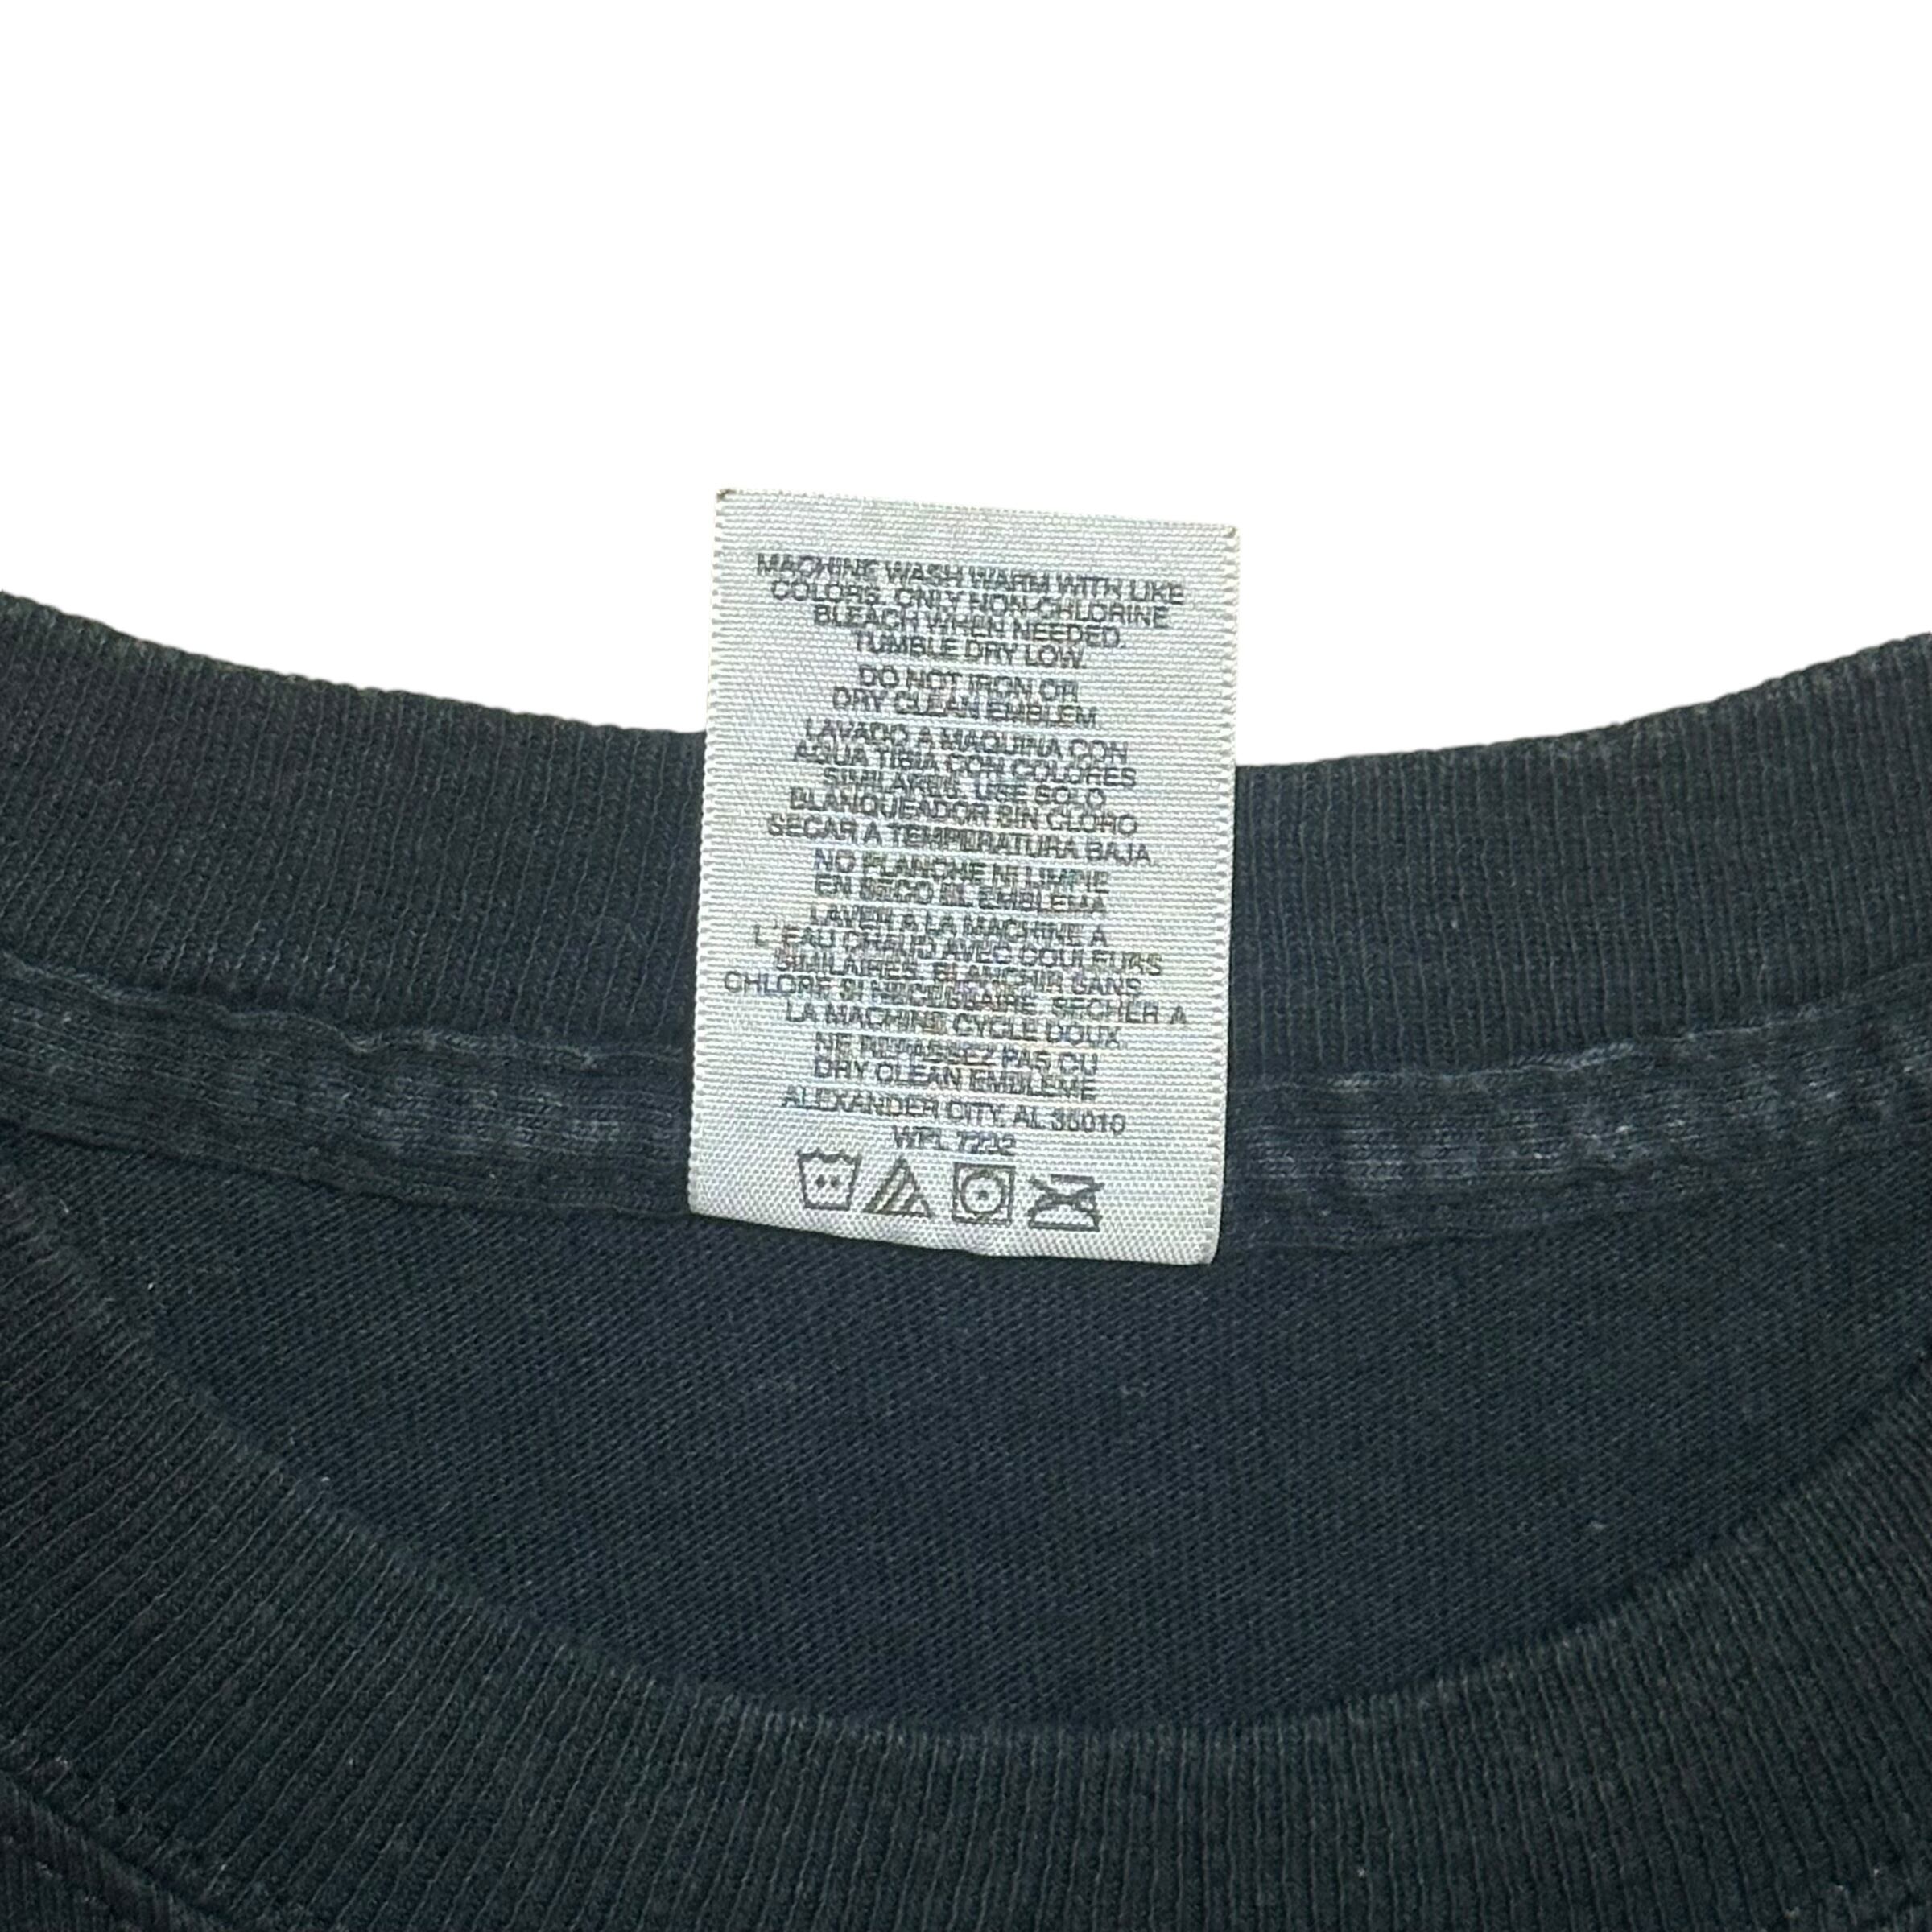 MACHINE WASH WARM WITH LIKE
COLORS. ONLY NON-CHLORINE
BLEACH WHEN NEEDED.
TUMBLE DRY LOW.
DO NOT IRON OR
DRY CLEAN EMBLEM
LAVADO A MAQUINA CON
AGUA TIBIA CON COLORES
SIMILARES. USE SOLO
BLANQUEADOR SIN CLORO
SECAR A TEMPERATURA BAJA
NO PLANCHE NI LIMPIE
EN SECO EL EMBLEMA
LAVER A LA MACHINE A
L'EAU CHAUD AVEC COULEURS
SIMILAIRES. BLANCHIR SANS
CHLORE SI NECESSAIRE. SECHER A
LA MACHINE CYCLE DOUX.
NE REPASSEZ PAS OU
DRY CLEAN EMBLEME
ALEXANDER CITY, AL 35010
WPL 7232